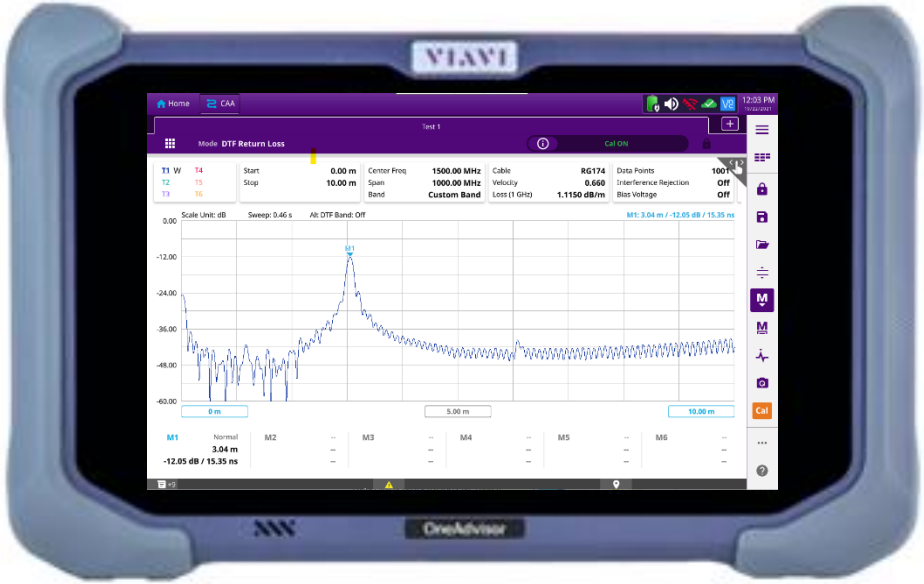 VIAVI
Home CAA V2 12:03 PM
10/22/2021
Test 1 +
Mode DTF Return Loss i Cal ON
T1 W T4 Start 0.00 m Center Freq 1500.00 MHz Cable RG174 Data Points 1001
T2 T5 Stop 10.00 m Span 1000.00 MHz Velocity 0.660 Interference Rejection Off
T3 T6 Band Custom Band Loss (1 GHz) 1.1150 dB/m Bias Voltage Off
Scale Unit: dB Sweep: 0.46 s Alt DTF Band: Off M1: 3.04 m / -12.05 dB / 15.35 ns
0.00
M1
-12.00
-24.00
-36.00
-48.00
-60.00
0 m 5.00 m 10.00 m
M1 Normal M2 -- M3 -- M4 -- M5 -- M6 --
3.04 m -- -- -- -- --
-12.05 dB / 15.35 ns -- -- -- -- --
+9
M
M
Cal
?
OneAdvisor